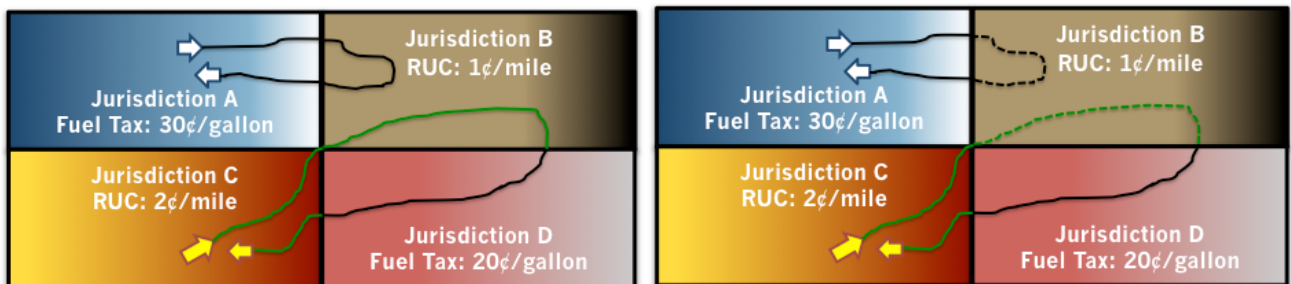 Jurisdiction B
RUC: 1¢/mile
Jurisdiction A
Fuel Tax: 30¢/gallon
Jurisdiction C
RUC: 2¢/mile
Jurisdiction D
Fuel Tax: 20¢/gallon
Jurisdiction B
RUC: 1¢/mile
Jurisdiction A
Fuel Tax: 30¢/gallon
Jurisdiction C
RUC: 2¢/mile
Jurisdiction D
Fuel Tax: 20¢/gallon